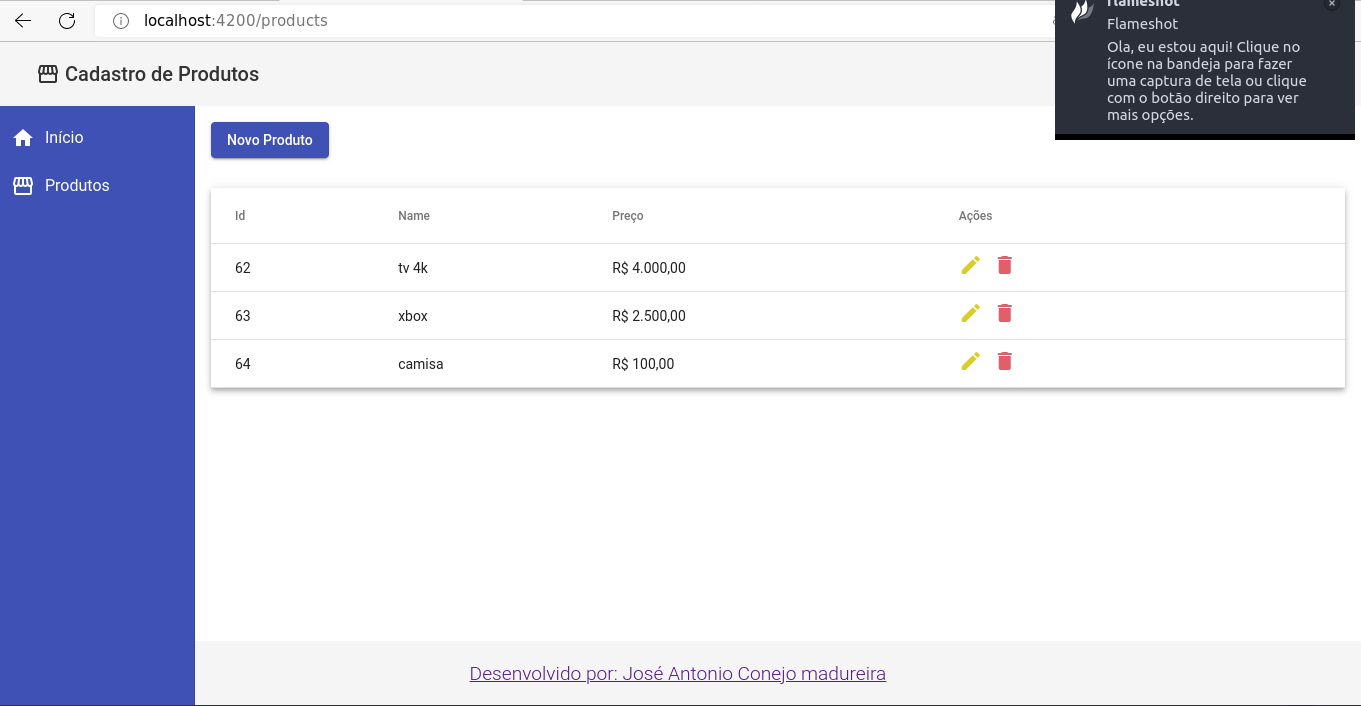 localhost:4200/products
flameshot
Flameshot
Ola, eu estou aqui! Clique no
ícone na bandeja para fazer
uma captura de tela ou clique
com o botão direito para ver
mais opções.
Cadastro de Produtos
Início
Produtos
Novo Produto
Id Name Preço Ações
62 tv 4k R$ 4.000,00
63 xbox R$ 2.500,00
64 camisa R$ 100,00
Desenvolvido por: José Antonio Conejo madureira